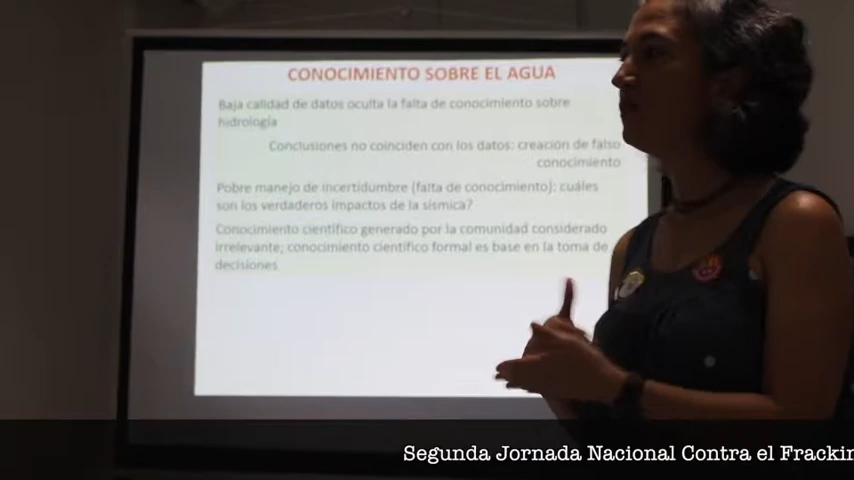 CONOCIMIENTO SOBRE EL AGUA
Baja calidad de datos oculta la falta de conocimiento sobre
hidrología
Conclusiones no coinciden con los datos: creación de falso
conocimiento
Pobre manejo de incertidumbre (falta de conocimiento): cuáles
son los verdaderos impactos de la sísmica?
Conocimiento científico generado por la comunidad considerado
irrelevante; conocimiento científico formal es base en la toma de
decisiones
Segunda Jornada Nacional Contra el Frackin